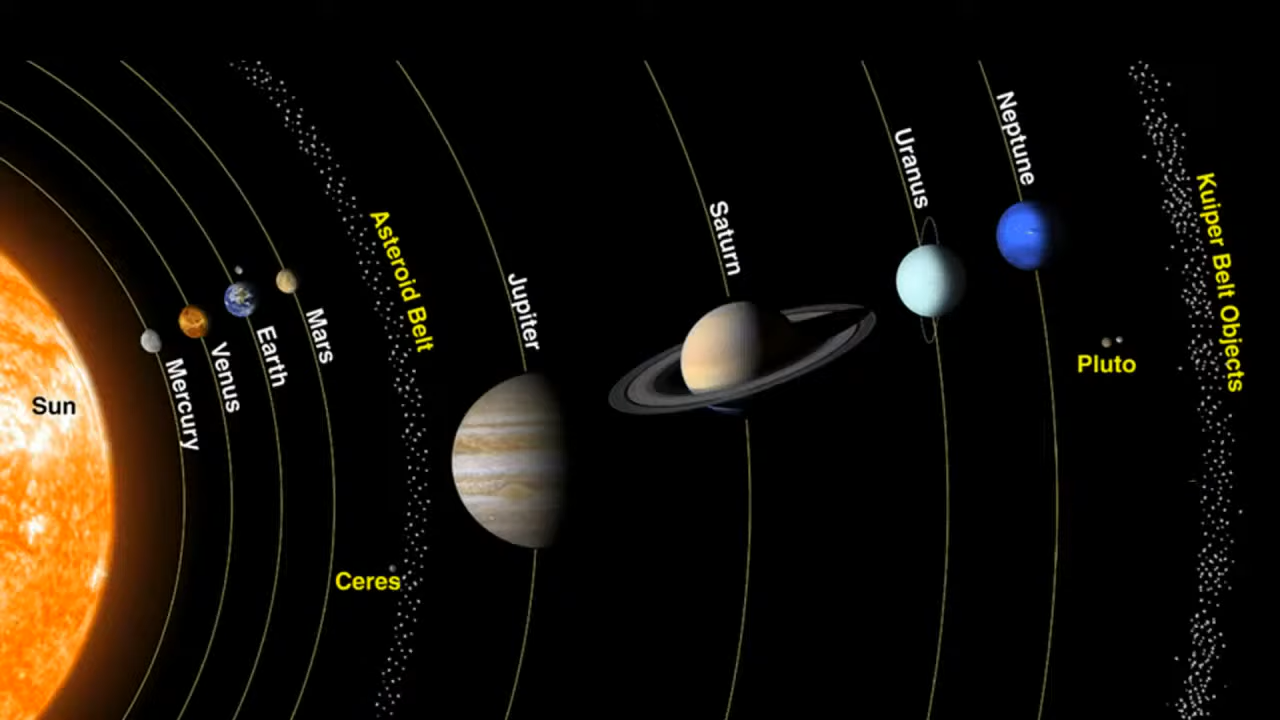 Sun
Mercury
Venus
Earth
Mars
Asteroid Belt
Ceres
Jupiter
Saturn
Uranus
Neptune
Pluto
Kuiper Belt Objects